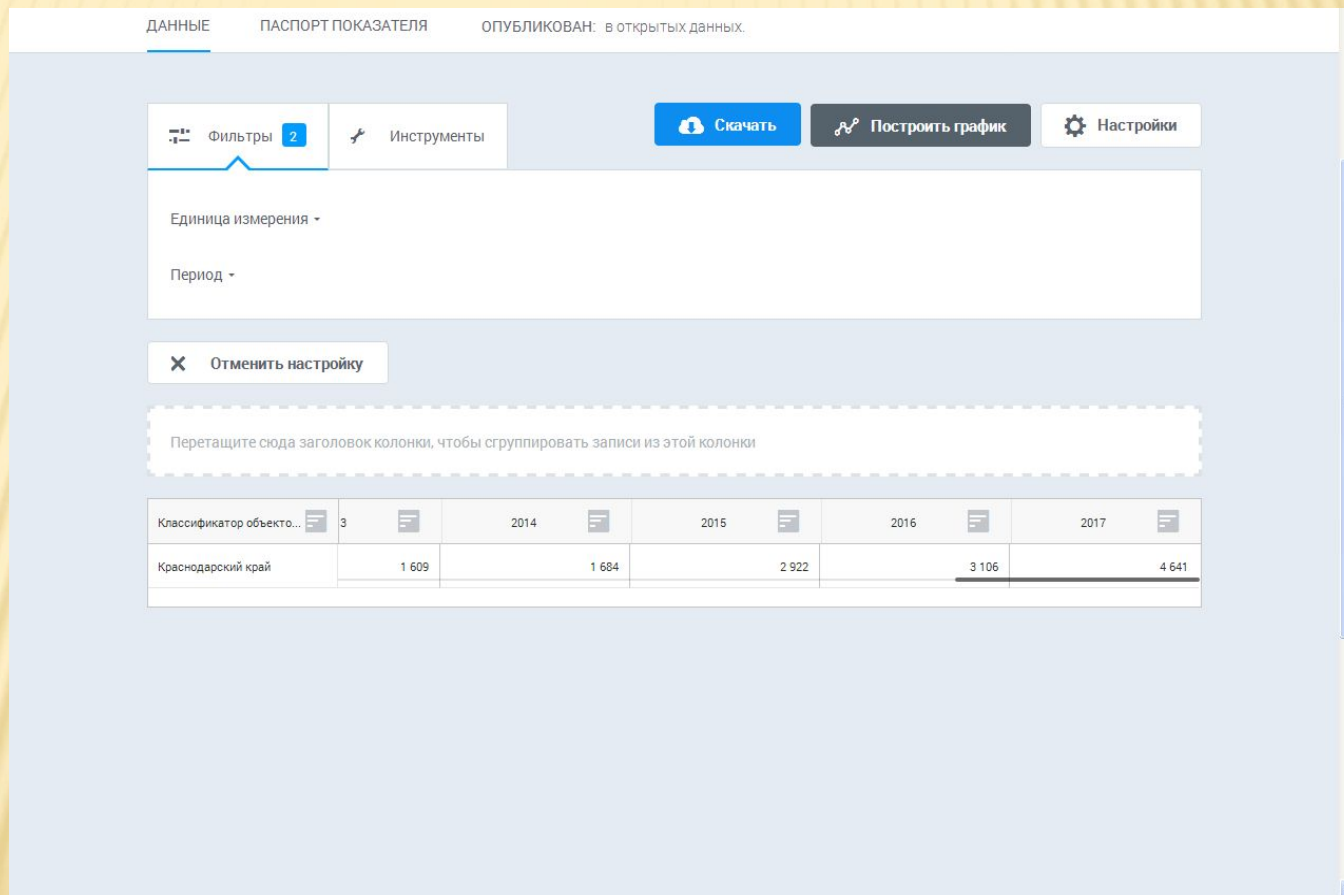 ДАННЫЕ ПАСПОРТ ПОКАЗАТЕЛЯ ОПУБЛИКОВАН: в открытых данных.
Фильтры 2 Инструменты Скачать Построить график Настройки
Единица измерения
Период
Отменить настройку
Перетащите сюда заголовок колонки, чтобы сгруппировать записи из этой колонки
Классификатор объекто... 3 2014 2015 2016 2017
Краснодарский край 1 609 1 684 2 922 3 106 4 641